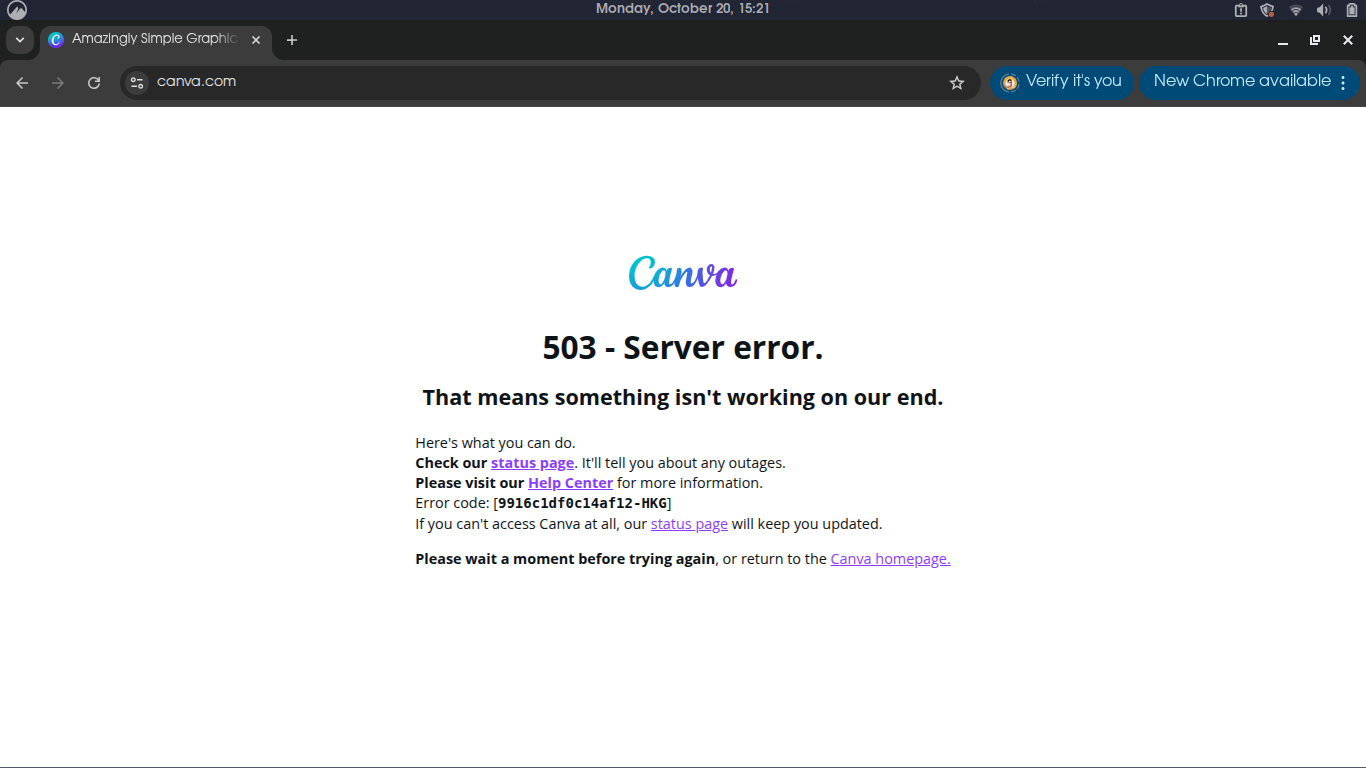 Monday, October 20, 15:21
Amazingly Simple Graphic
canva.com
Verify it's you
New Chrome available
Canva
503 - Server error.
That means something isn't working on our end.
Here's what you can do.
Check our status page. It'll tell you about any outages.
Please visit our Help Center for more information.
Error code: [9916c1df0c14af12-HKG]
If you can't access Canva at all, our status page will keep you updated.
Please wait a moment before trying again, or return to the Canva homepage.